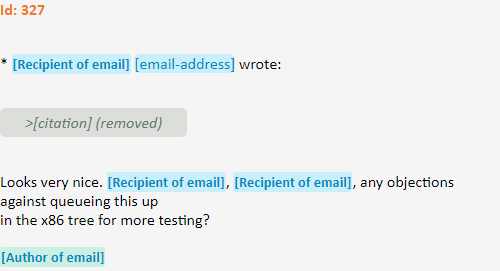 Id: 327
* [Recipient of email] [email-address] wrote:
>[citation] (removed)
Looks very nice. [Recipient of email], [Recipient of email], any objections
against queueing this up
in the x86 tree for more testing?
[Author of email]